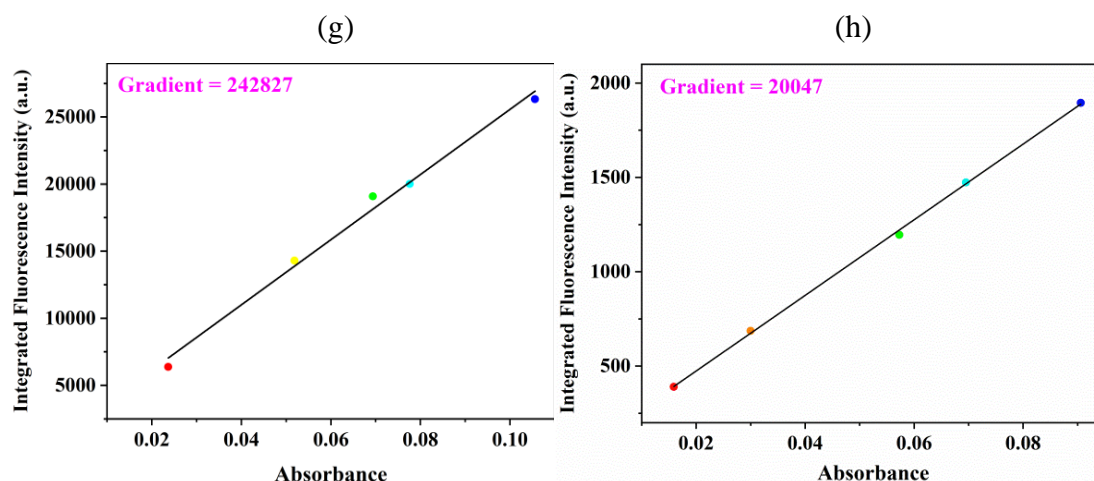 (g)
Gradient = 242827
Integrated Fluorescence Intensity (a.u.)
25000
20000
15000
10000
5000
0.02 0.04 0.06 0.08 0.10
Absorbance
(h)
Gradient = 20047
Integrated Fluorescence Intensity (a.u.)
2000
1500
1000
500
0.02 0.04 0.06 0.08
Absorbance